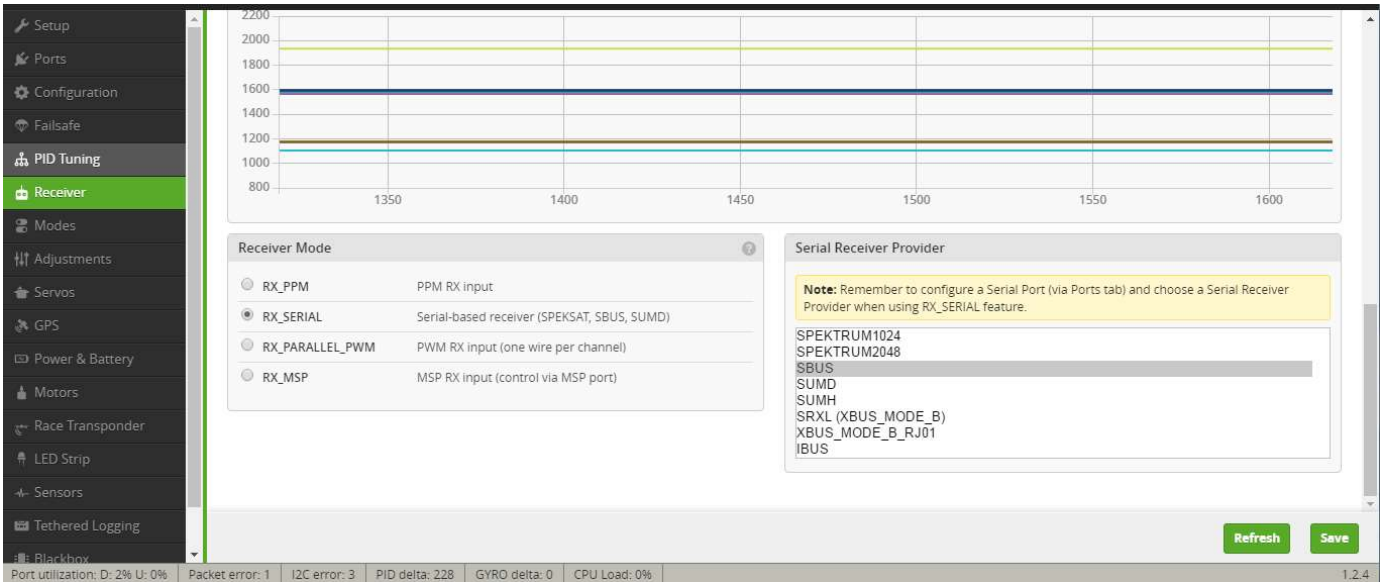 Setup
Ports
Configuration
Failsafe
PID Tuning
Receiver
Modes
Adjustments
Servos
GPS
Power & Battery
Motors
Race Transponder
LED Strip
Sensors
Tethered Logging
Blackbox
2200
2000
1800
1600
1400
1200
1000
800
1350 1400 1450 1500 1550 1600
Receiver Mode
RX_PPM PPM RX input
RX_SERIAL Serial-based receiver (SPEKSAT, SBUS, SUMD)
RX_PARALLEL_PWM PWM RX input (one wire per channel)
RX_MSP MSP RX input (control via MSP port)
Serial Receiver Provider
Note: Remember to configure a Serial Port (via Ports tab) and choose a Serial Receiver
Provider when using RX_SERIAL feature.
SPEKTRUM1024
SPEKTRUM2048
SBUS
SUMD
SUMH
SRXL (XBUS_MODE_B)
XBUS_MODE_B_RJ01
IBUS
Refresh Save
Port utilization: D: 2% U: 0% Packet error: 1 I2C error: 3 PID delta: 228 GYRO delta: 0 CPU Load: 0% 1.2.4